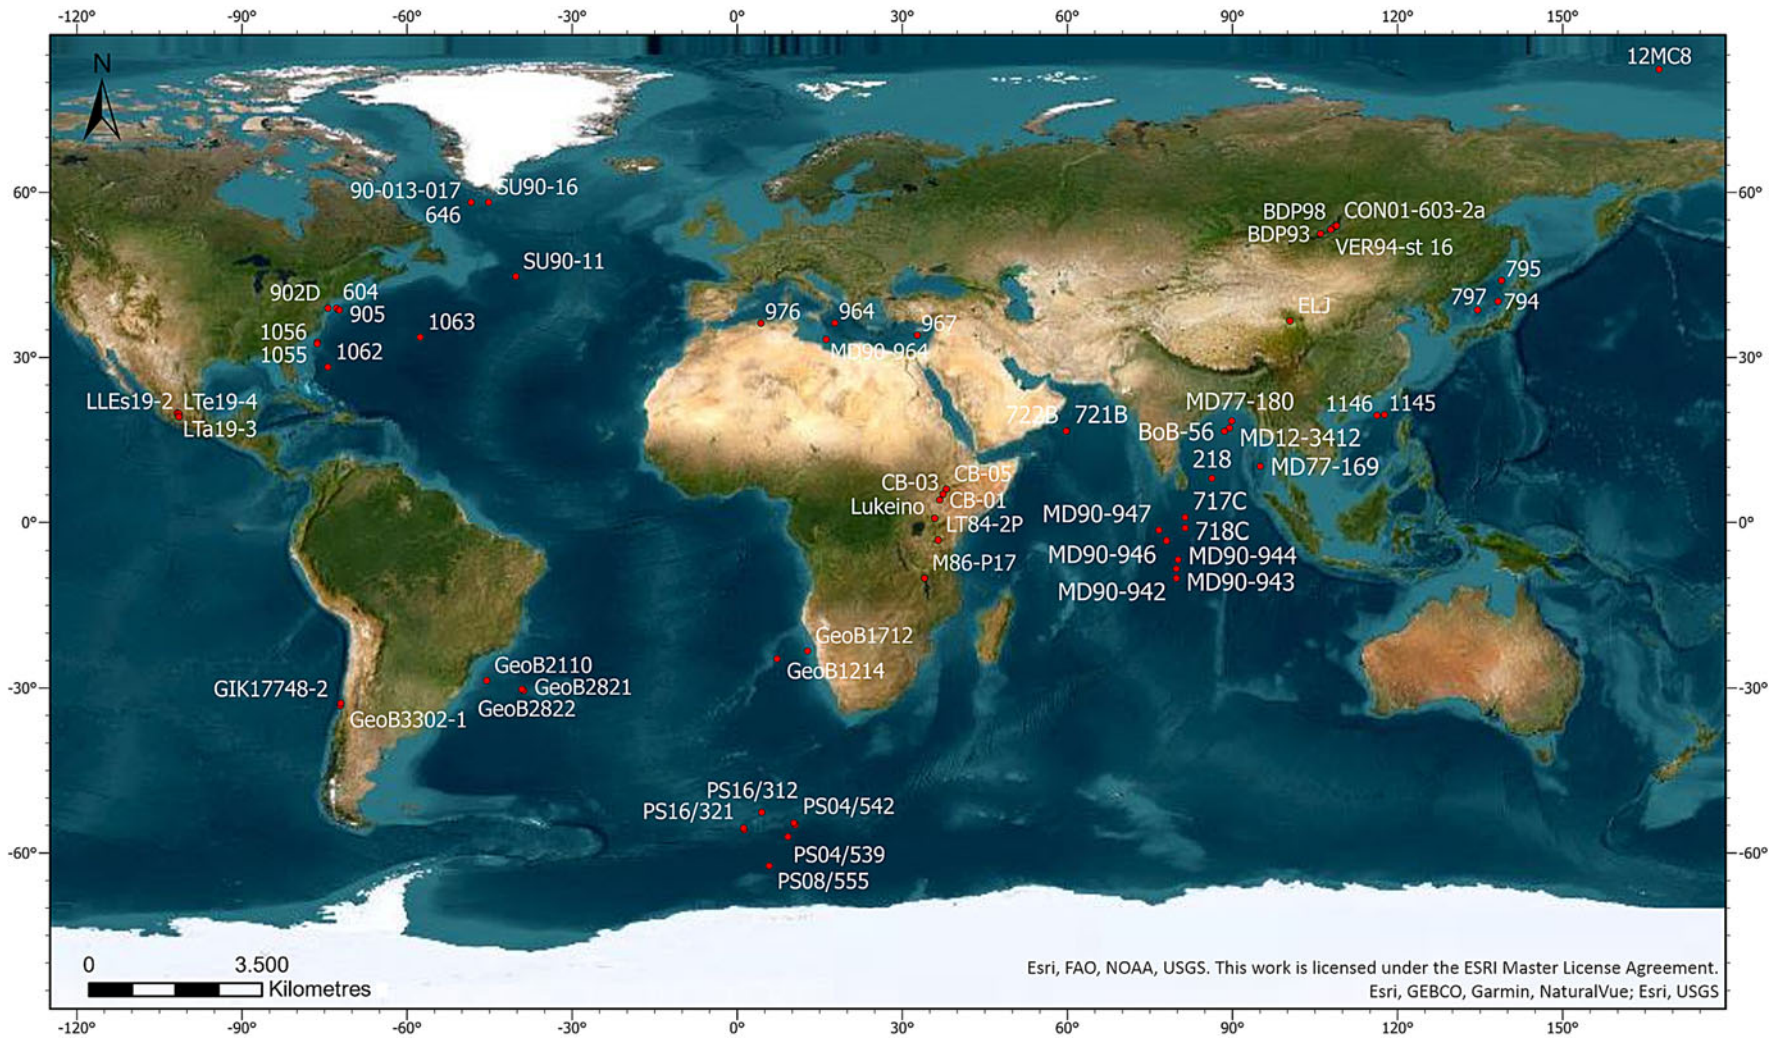 -120° -90° -60° -30° 0° 30° 60° 90° 120° 150°
N
12MC8
60°
90-013-017 SU90-16
646
BDP98 CON01-603-2a
BDP93
VER94-st 16
60°
SU90-11
795
902D 604
905
797 794
ELJ
976 964
967
1056
1055
1063
1062
MD90-964
30°
30°
LLEs19-2 LTe19-4
LTa19-3
722B 721B
MD77-180
BoB-56
MD12-3412
1146 1145
218
MD77-169
CB-03 CB-05
CB-01
Lukeino
LT84-2P
717C
MD90-947
718C
0°
0°
M86-P17
MD90-946 MD90-944
MD90-942 MD90-943
GeoB1712
GeoB1214
GeoB2110
GIK17748-2
GeoB2821
GeoB2822
GeoB3302-1
-30°
-30°
PS16/312
PS16/321
PS04/542
PS04/539
PS08/555
-60°
-60°
0 3.500
Kilometres
Esri, FAO, NOAA, USGS. This work is licensed under the ESRI Master License Agreement.
Esri, GEBCO, Garmin, NaturalVue; Esri, USGS
-120° -90° -60° -30° 0° 30° 60° 90° 120° 150°